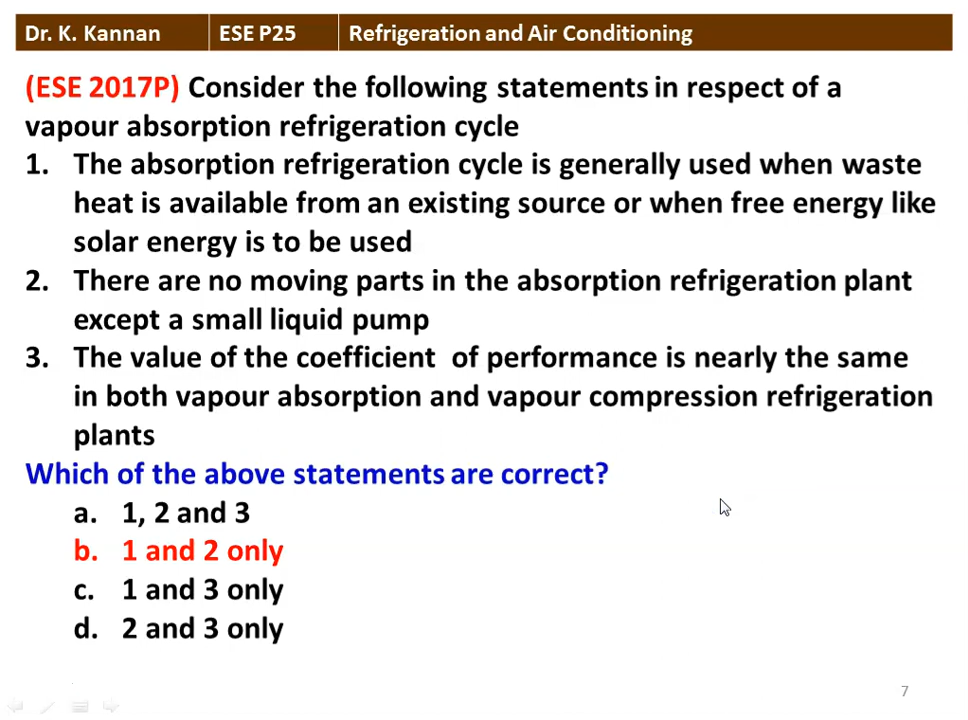 Dr. K. Kannan ESE P25 Refrigeration and Air Conditioning
(ESE 2017P) Consider the following statements in respect of a
vapour absorption refrigeration cycle
1. The absorption refrigeration cycle is generally used when waste
heat is available from an existing source or when free energy like
solar energy is to be used
2. There are no moving parts in the absorption refrigeration plant
except a small liquid pump
3. The value of the coefficient of performance is nearly the same
in both vapour absorption and vapour compression refrigeration
plants
Which of the above statements are correct?
a. 1, 2 and 3
b. 1 and 2 only
c. 1 and 3 only
d. 2 and 3 only
7